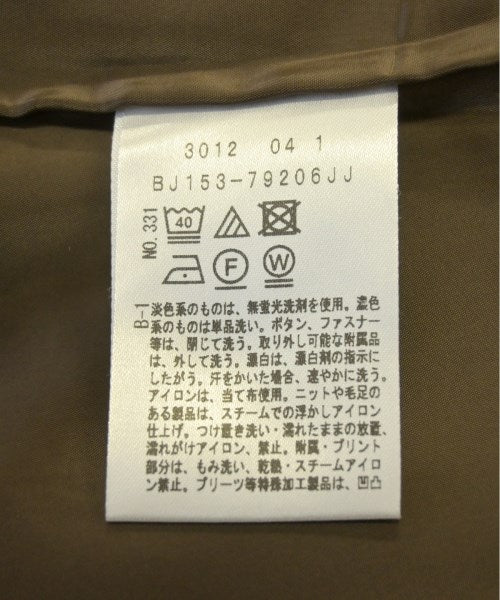 3012 04 1
BJ153-79206JJ
NO.331
40
F
W
B-1
淡色系のものは、無蛍光洗剤を使用。濃色
系のものは単品洗い。ボタン、ファスナー
等は、閉じて洗う。取り外し可能な附属品
は、外して洗う。漂白は、漂白剤の指示に
したがう。汗をかいた場合、速やかに洗う。
アイロンは、当て布使用。ニットや毛足の
ある製品は、スチームでの浮かしアイロン
仕上げ。つけ置き洗い・濡れたままの放置、
濡れがけアイロン、禁止。附属・プリント
部分は、もみ洗い、乾熱・スチームアイロ
ン禁止。プリーツ等特殊加工製品は、凹凸